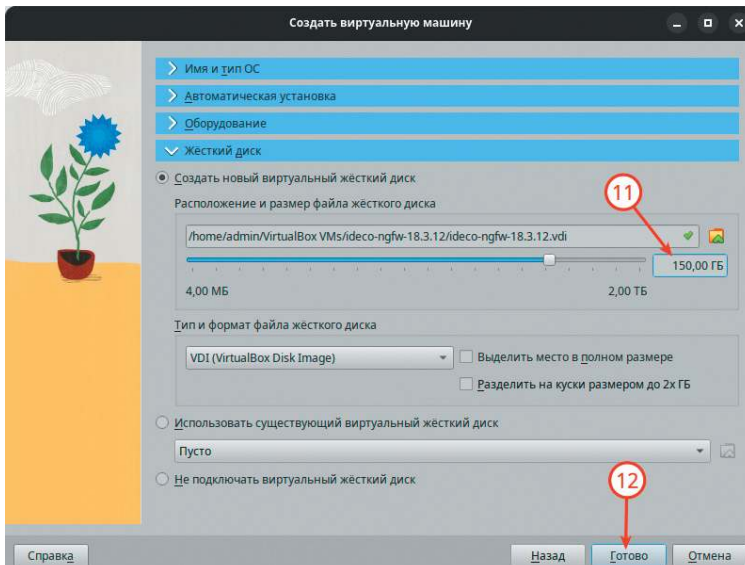 Создать виртуальную машину
Имя и тип ОС
Автоматическая установка
Оборудование
Жёсткий диск
Создать новый виртуальный жёсткий диск
Расположение и размер файла жёсткого диска
11
/home/admin/VirtualBox VMs/ideco-ngfw-18.3.12/ideco-ngfw-18.3.12.vdi
150,00 ГБ
4,00 МБ 2,00 ТБ
Тип и формат файла жёсткого диска
VDI (VirtualBox Disk Image) Выделить место в полном размере
Разделить на куски размером до 2х ГБ
Использовать существующий виртуальный жёсткий диск
Пусто
Не подключать виртуальный жёсткий диск
12
Справка Назад Готово Отмена